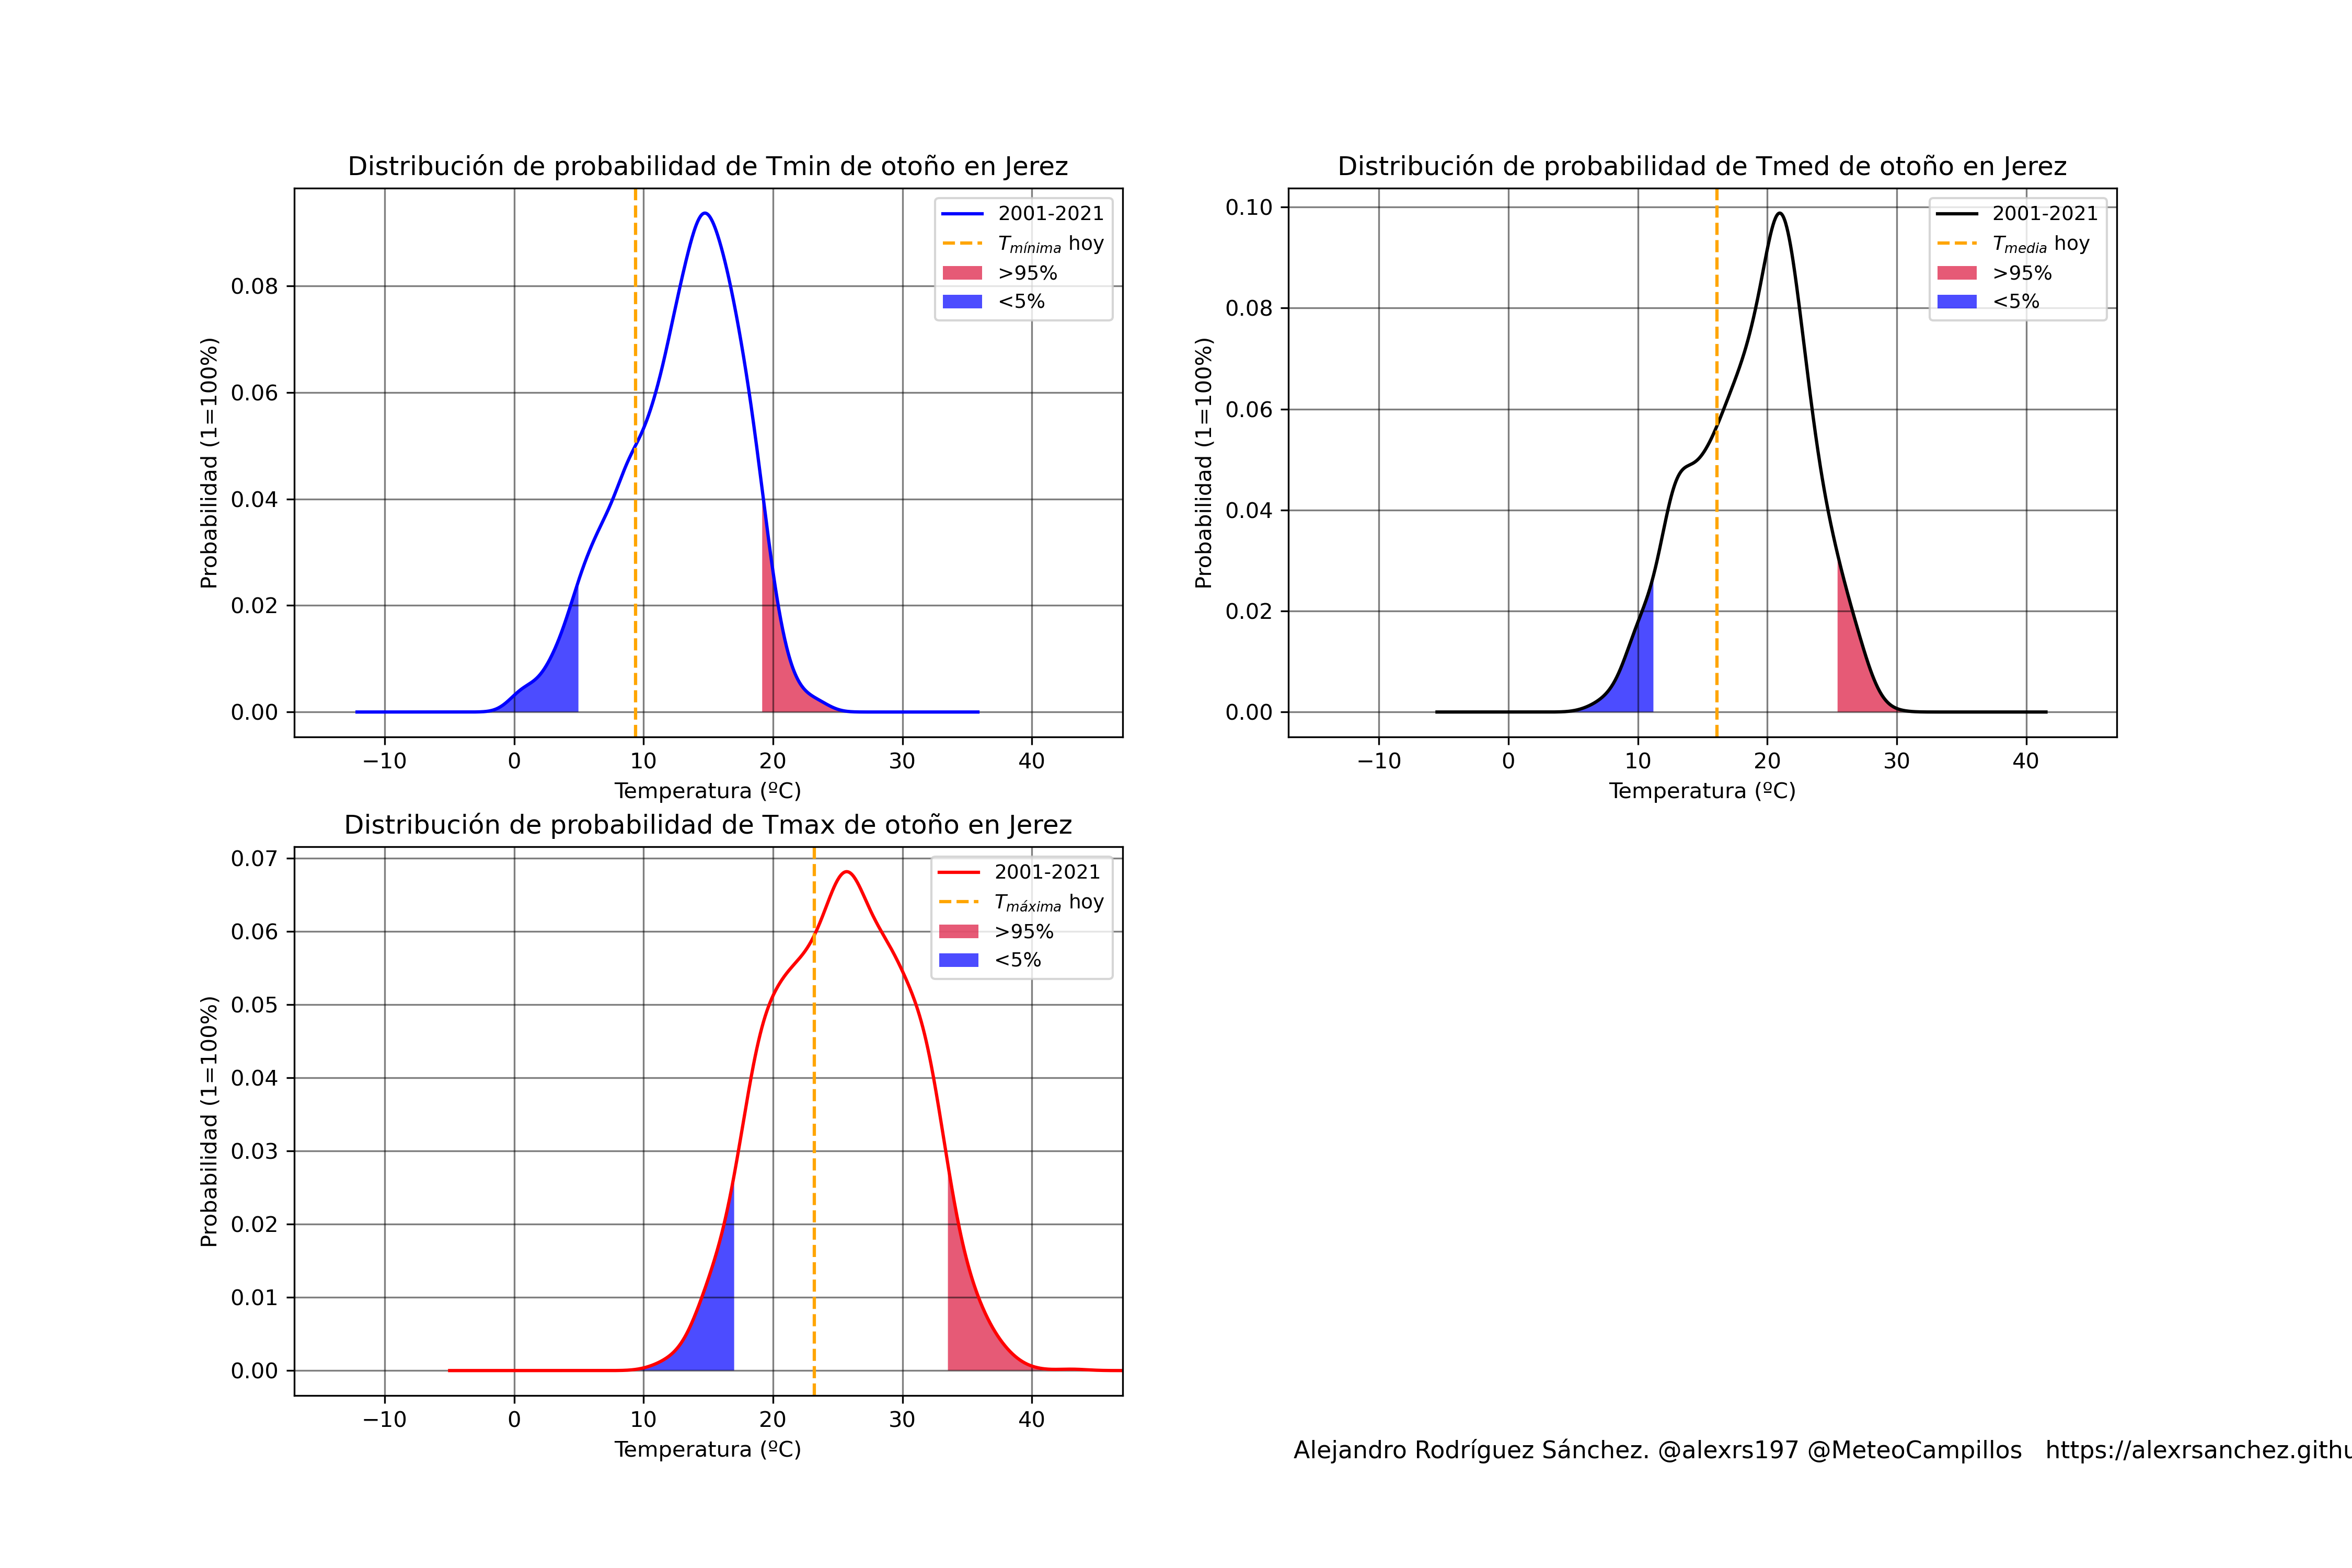 Distribución de probabilidad de Tmin de otoño en Jerez
Probabilidad (1=100%)
0.08
0.06
0.04
0.02
0.00
2001-2021
Tmínima hoy
>95%
<5%
−10 0 10 20 30 40
Temperatura (ºC)
Distribución de probabilidad de Tmed de otoño en Jerez
Probabilidad (1=100%)
0.10
0.08
0.06
0.04
0.02
0.00
2001-2021
Tmedia hoy
>95%
<5%
−10 0 10 20 30 40
Temperatura (ºC)
Distribución de probabilidad de Tmax de otoño en Jerez
Probabilidad (1=100%)
0.07
0.06
0.05
0.04
0.03
0.02
0.01
0.00
2001-2021
Tmáxima hoy
>95%
<5%
−10 0 10 20 30 40
Temperatura (ºC)
Alejandro Rodríguez Sánchez. @alexrs197 @MeteoCampillos https://alexrsanchez.githu